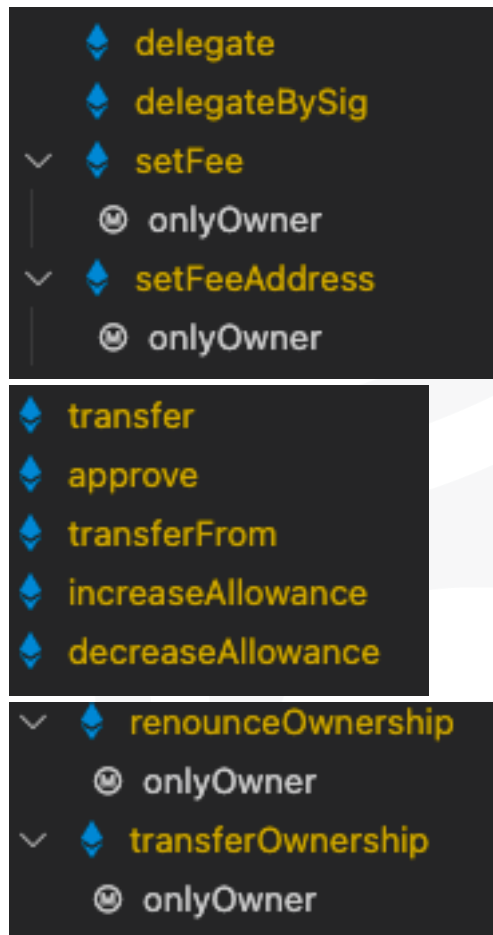 delegate
delegateBySig
setFee
onlyOwner
setFeeAddress
onlyOwner
transfer
approve
transferFrom
increaseAllowance
decreaseAllowance
renounceOwnership
onlyOwner
transferOwnership
onlyOwner